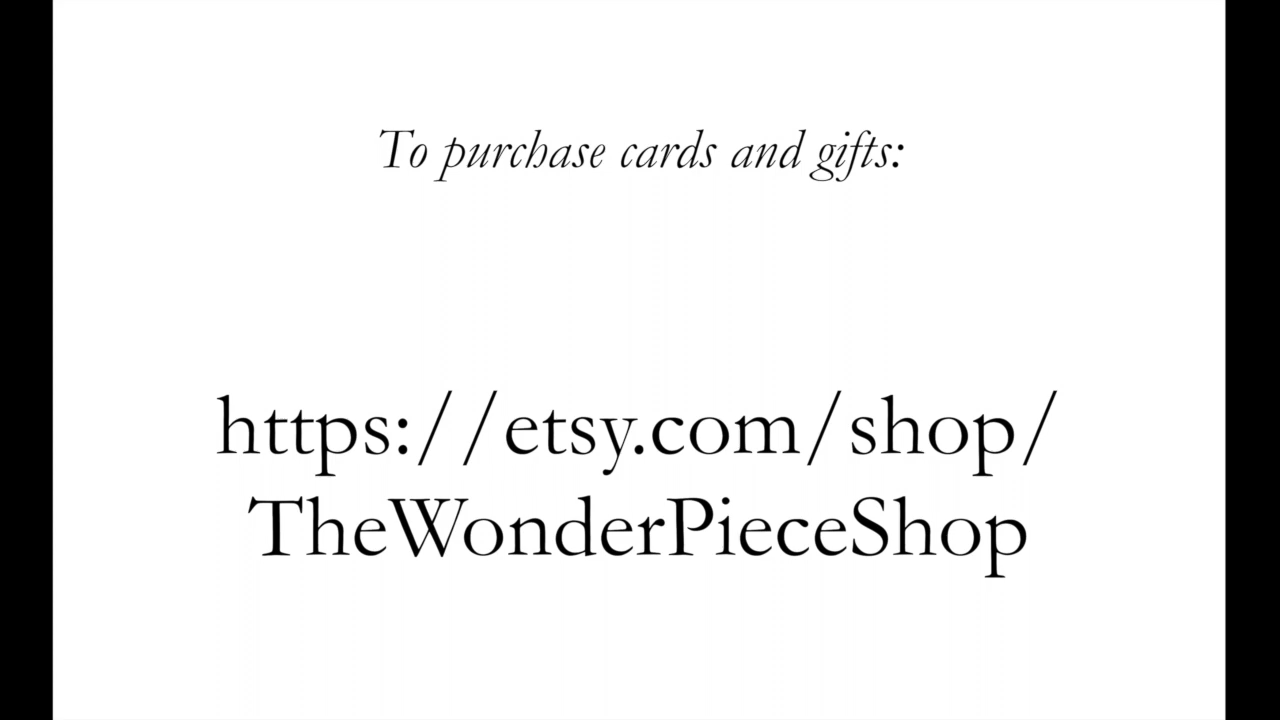 To purchase cards and gifts:
https://etsy.com/shop/
TheWonderPieceShop